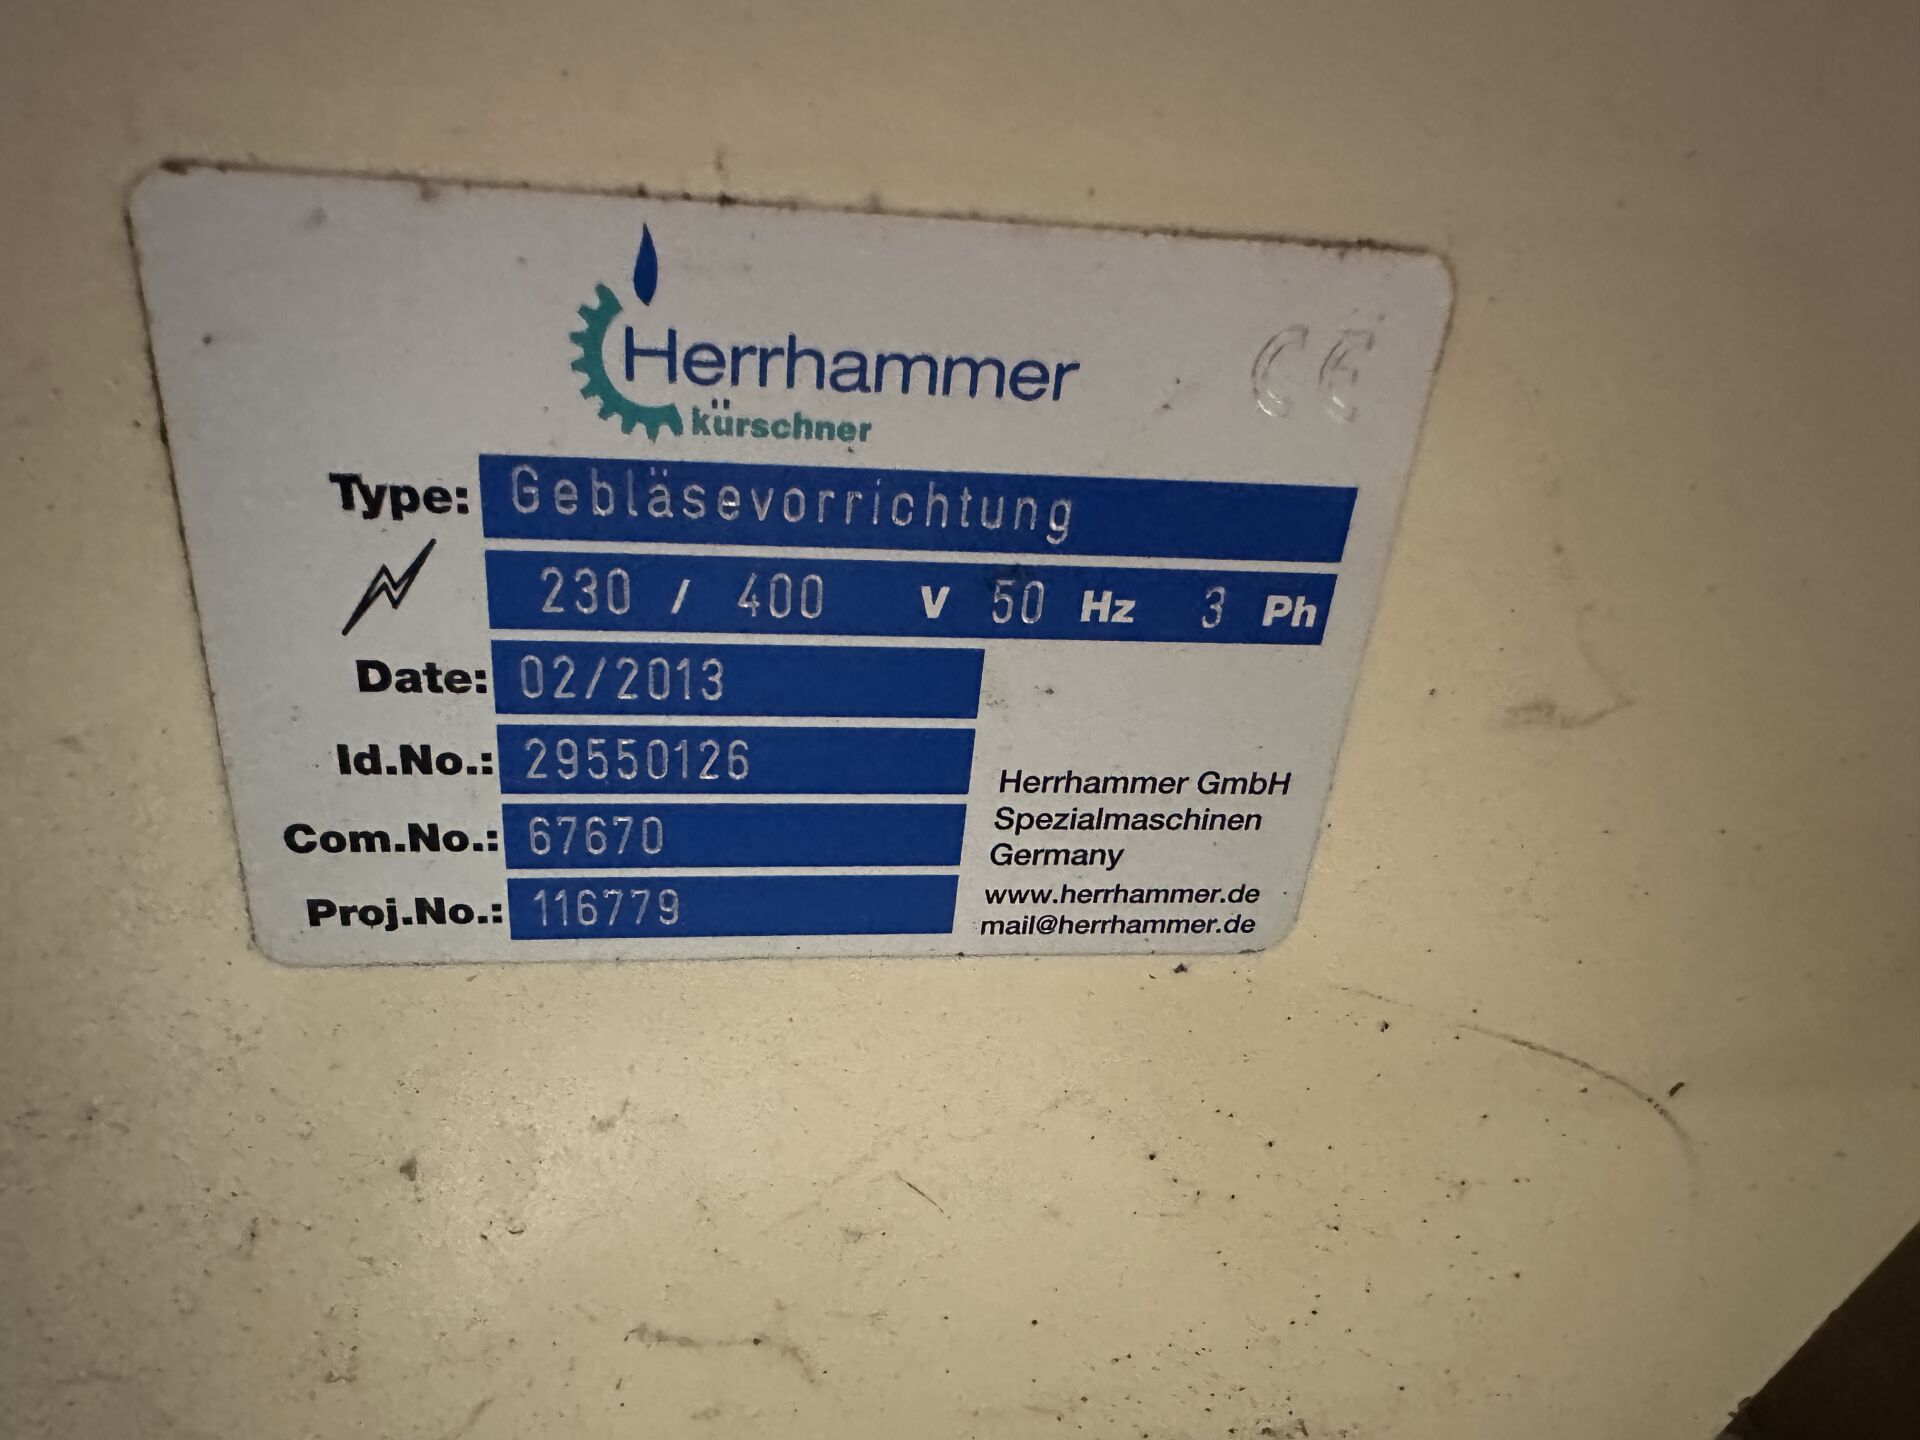 Herrhammer
kürschner
CE
Type: Gebläsevorrichtung
230 / 400 V 50 Hz 3 Ph
Date: 02/2013
Id.No.: 29550126
Com.No.: 67670
Proj.No.: 116779
Herrhammer GmbH
Spezialmaschinen
Germany
www.herrhammer.de
mail@herrhammer.de